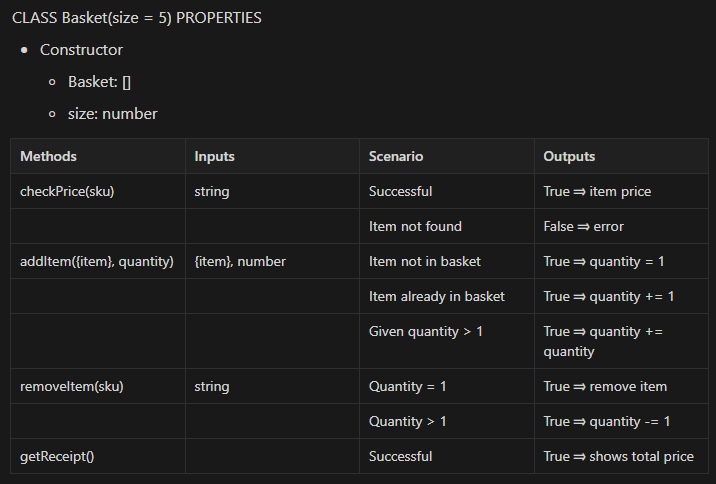 CLASS Basket(size = 5) PROPERTIES
Constructor
Basket: []
size: number
Methods Inputs Scenario Outputs
checkPrice(sku) string Successful True ⟹ item price
Item not found False ⟹ error
addItem({item}, quantity) {item}, number Item not in basket True ⟹ quantity = 1
Item already in basket True ⟹ quantity += 1
Given quantity > 1 True ⟹ quantity +=
quantity
removeItem(sku) string Quantity = 1 True ⟹ remove item
Quantity > 1 True ⟹ quantity -= 1
getReceipt() Successful True ⟹ shows total price